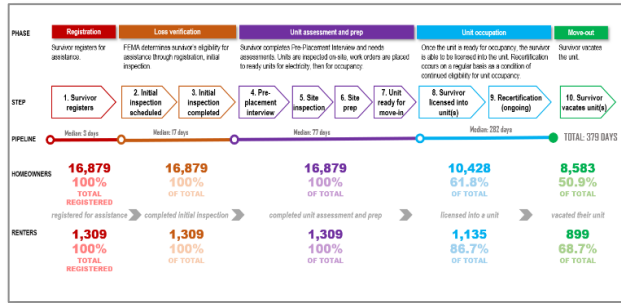 PHASE
Registration
Loss verification
Unit assessment and prep
Unit occupation
Move-out
Survivor registers for
assistance.
FEMA determines survivor's eligibility for
assistance through registration, initial
inspection.
Survivor completes Pre-Placement Interview and needs
assessments. Units are inspected on-site, work orders are placed
to ready units for electricity, then for occupancy.
Once the unit is ready for occupancy, the survivor
is able to be licensed into the unit. Recertification
occurs on a regular basis as a condition of
continued eligibility for unit occupancy.
Survivor vacates
the unit.
STEP
1. Survivor
registers
2. Initial
inspection
scheduled
3. Initial
inspection
completed
4. Pre-
placement
interview
5. Site
inspection
6. Site
prep
7. Unit
ready for
move-in
8. Survivor
licensed into
unit(s)
9. Recertification
(ongoing)
10. Survivor
vacates unit(s)
PIPELINE
Median: 3 days
Median: 17 days
Median: 77 days
Median: 282 days
TOTAL: 379 DAYS
HOMEOWNERS
16,879
100%
TOTAL
REGISTERED
16,879
100%
OF TOTAL
16,879
100%
OF TOTAL
10,428
61.8%
OF TOTAL
8,583
50.9%
OF TOTAL
registered for assistance
completed initial inspection
completed unit assessment and prep
licensed into a unit
vacated their unit
RENTERS
1,309
100%
TOTAL
REGISTERED
1,309
100%
OF TOTAL
1,309
100%
OF TOTAL
1,135
86.7%
OF TOTAL
899
68.7%
OF TOTAL